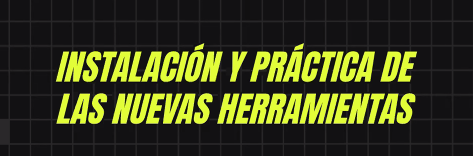 INSTALACIÓN Y PRÁCTICA DE
LAS NUEVAS HERRAMIENTAS